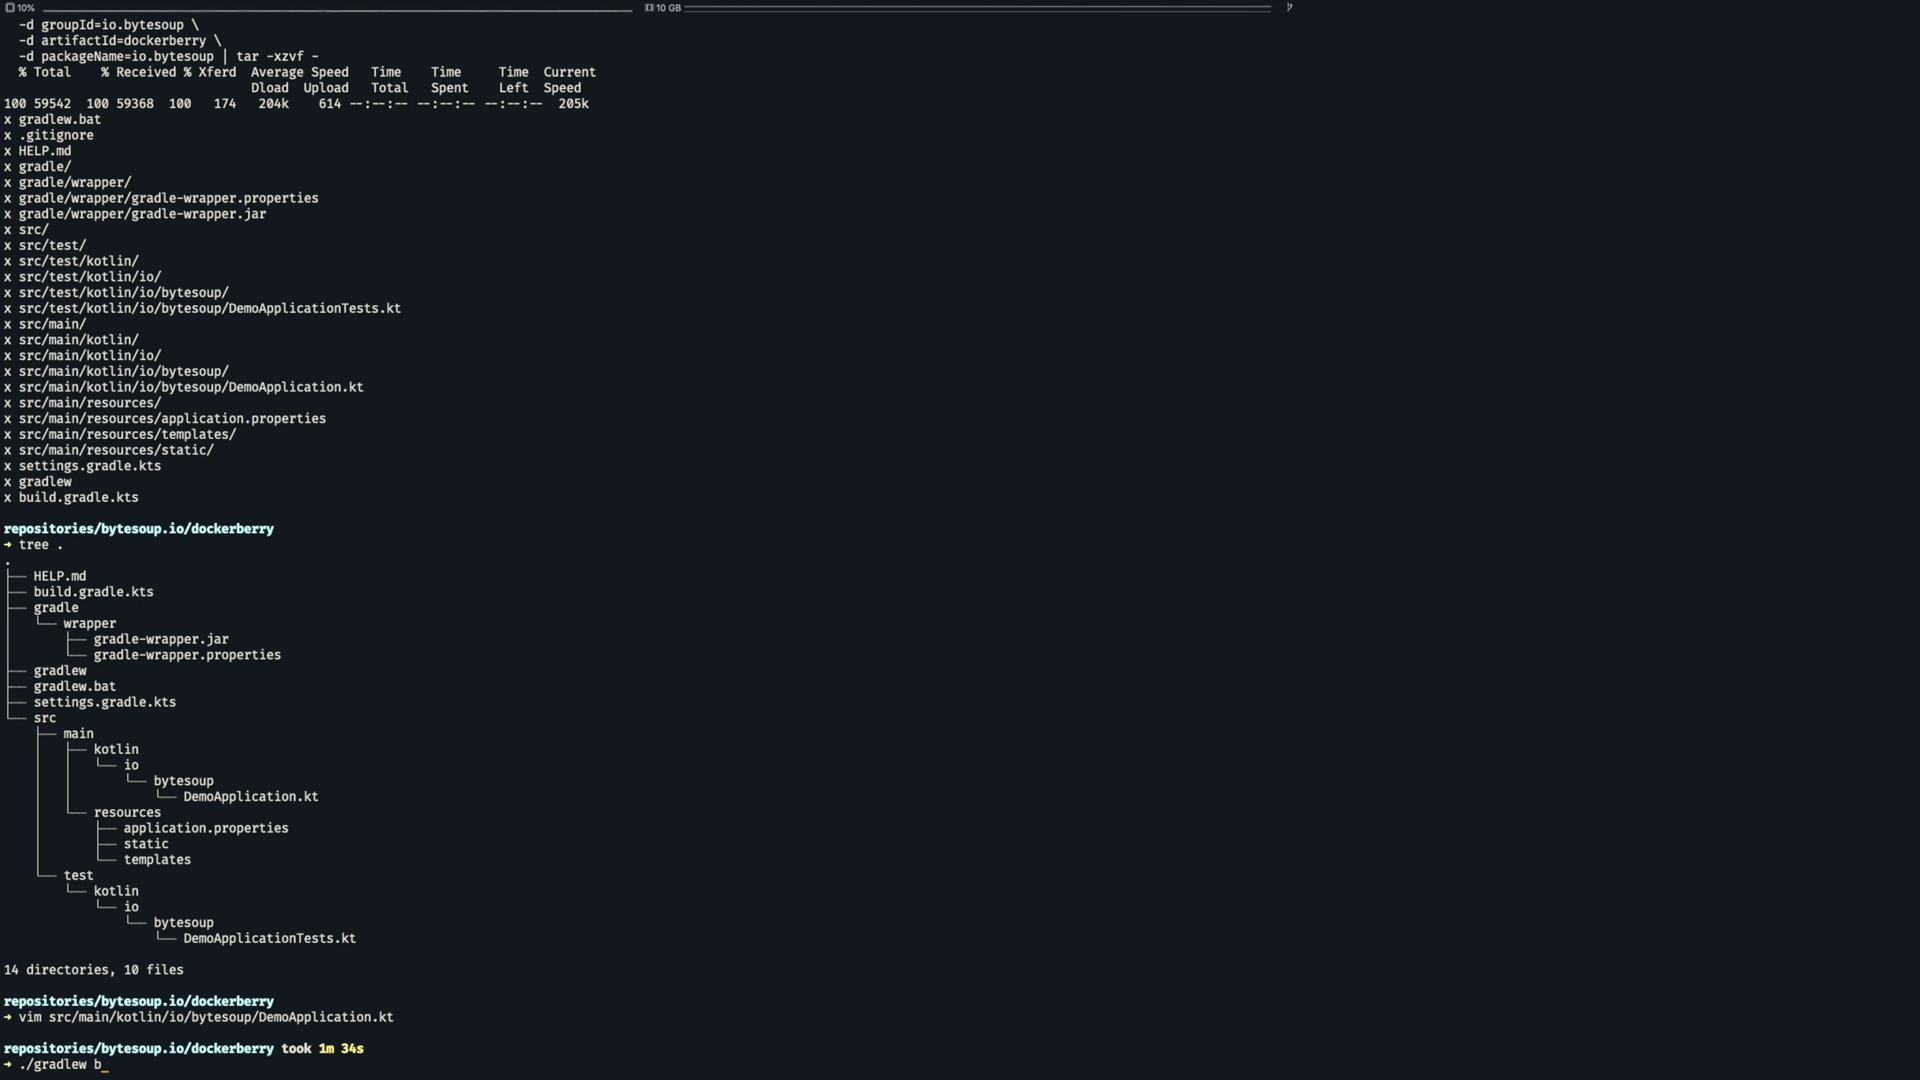 10%
10 GB
-d groupId=io.bytesoup \
-d artifactId=dockerberry \
-d packageName=io.bytesoup | tar -xzvf -
% Total    % Received % Xferd  Average Speed   Time    Time     Time  Current
Dload  Upload   Total   Spent    Left  Speed
100 59542  100 59368  100   174   204k    614 --:--:-- --:--:-- --:--:--  205k
x gradlew.bat
x .gitignore
x HELP.md
x gradle/
x gradle/wrapper/
x gradle/wrapper/gradle-wrapper.properties
x gradle/wrapper/gradle-wrapper.jar
x src/
x src/test/
x src/test/kotlin/
x src/test/kotlin/io/
x src/test/kotlin/io/bytesoup/
x src/test/kotlin/io/bytesoup/DemoApplicationTests.kt
x src/main/
x src/main/kotlin/
x src/main/kotlin/io/
x src/main/kotlin/io/bytesoup/
x src/main/kotlin/io/bytesoup/DemoApplication.kt
x src/main/resources/
x src/main/resources/application.properties
x src/main/resources/templates/
x src/main/resources/static/
x settings.gradle.kts
x gradlew
x build.gradle.kts
repositories/bytesoup.io/dockerberry
➜ tree .
.
├── HELP.md
├── build.gradle.kts
├── gradle
│   └── wrapper
│       ├── gradle-wrapper.jar
│       └── gradle-wrapper.properties
├── gradlew
├── gradlew.bat
├── settings.gradle.kts
└── src
    ├── main
    │   ├── kotlin
    │   │   └── io
    │   │       └── bytesoup
    │   │           └── DemoApplication.kt
    │   └── resources
    │       ├── application.properties
    │       ├── static
    │       └── templates
    └── test
        └── kotlin
            └── io
                └── bytesoup
                    └── DemoApplicationTests.kt
14 directories, 10 files
repositories/bytesoup.io/dockerberry
➜ vim src/main/kotlin/io/bytesoup/DemoApplication.kt
repositories/bytesoup.io/dockerberry took 1m 34s
➜ ./gradlew b_